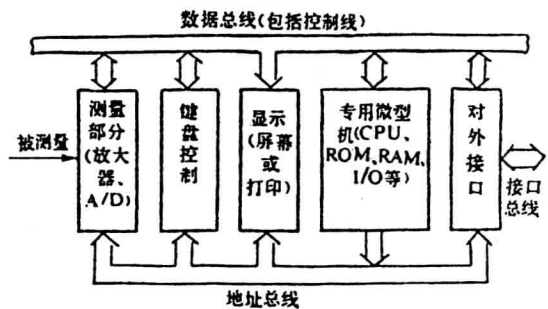 数据总线(包括控制线)
被测量
测量
部分
(放大
器、
A/D)
键
盘
控
制
显示
(屏幕
或
打印)
专用微型
机(CPU、
ROM、RAM、
I/O等)
对
外
接
口
接口
总线
地址总线